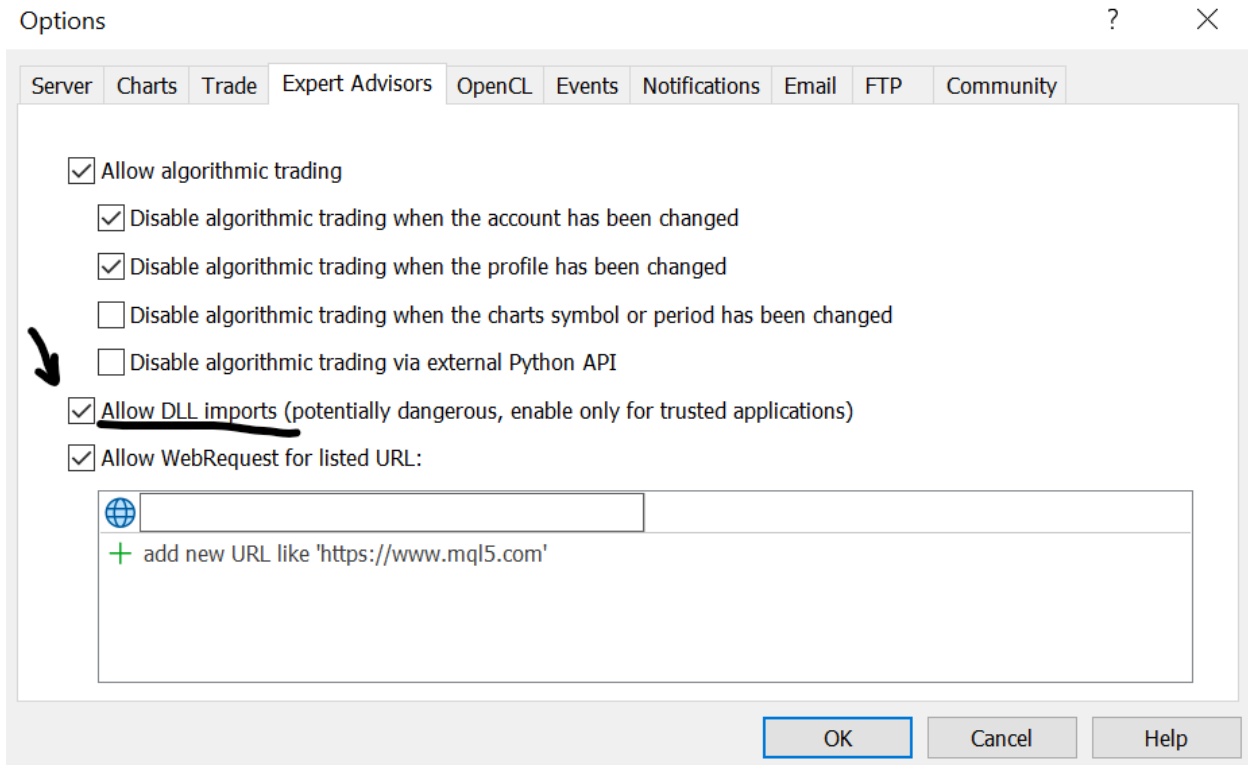 Options ?
Server Charts Trade Expert Advisors OpenCL Events Notifications Email FTP Community
Allow algorithmic trading
Disable algorithmic trading when the account has been changed
Disable algorithmic trading when the profile has been changed
Disable algorithmic trading when the charts symbol or period has been changed
Disable algorithmic trading via external Python API
Allow DLL imports (potentially dangerous, enable only for trusted applications)
Allow WebRequest for listed URL:
add new URL like 'https://www.mql5.com'
OK Cancel Help